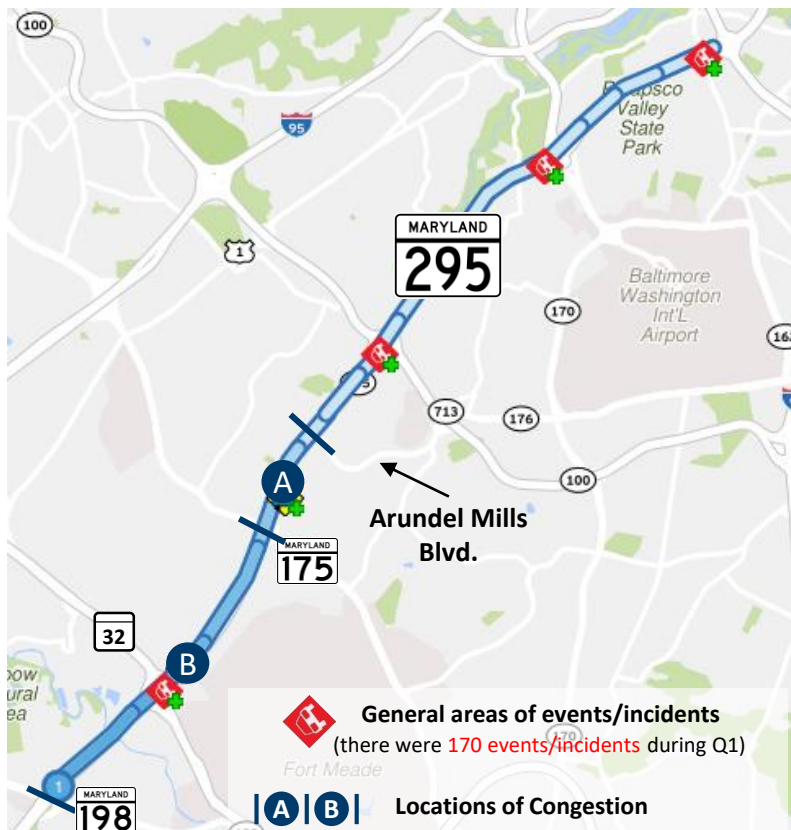 100
95
Patapsco
Valley
State
Park
1
MARYLAND
295
Baltimore
Washington
Int'L
Airport
170
713
176
100
A
Arundel Mills
Blvd.
MARYLAND
175
32
B
General areas of events/incidents
(there were 170 events/incidents during Q1)
170
Fort Meade
1
MARYLAND
198
A B Locations of Congestion